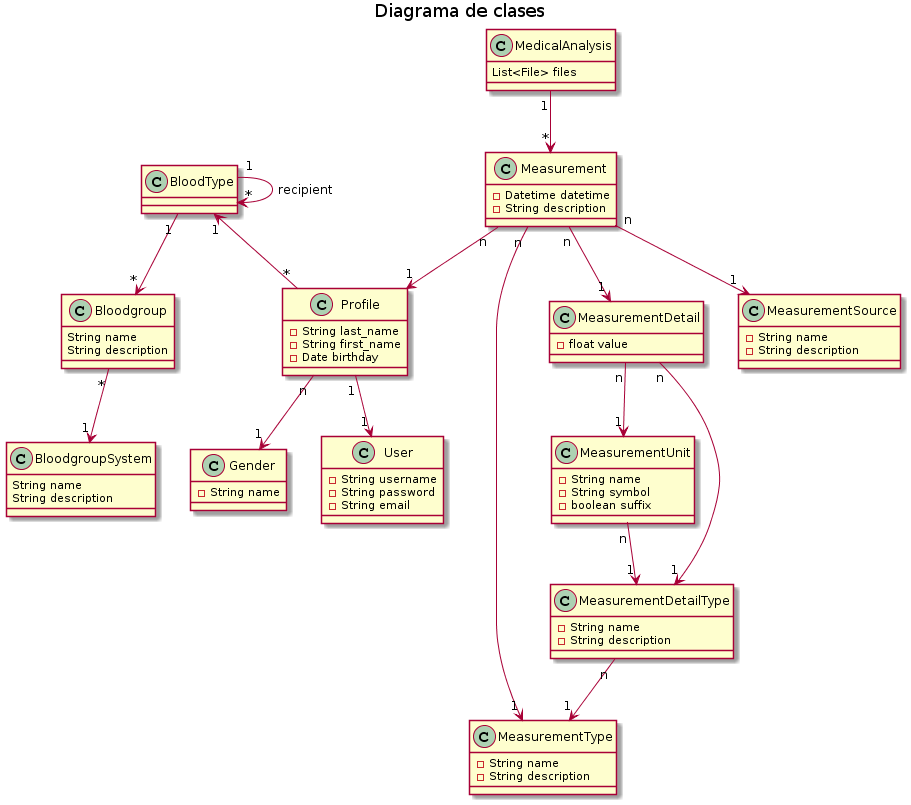 Diagrama de clases
C MedicalAnalysis
List<File> files
1
*
C Measurement
Datetime datetime
String description
n
n
n
n
C BloodType
1
*
recipient
1
1
*
*
1
1
1
C Bloodgroup
String name
String description
*
1
C Profile
String last_name
String first_name
Date birthday
n
1
1
1
C MeasurementDetail
float value
n
n
C MeasurementSource
String name
String description
C BloodgroupSystem
String name
String description
C Gender
String name
C User
String username
String password
String email
1
C MeasurementUnit
String name
String symbol
boolean suffix
n
1
1
C MeasurementDetailType
String name
String description
n
1
1
C MeasurementType
String name
String description